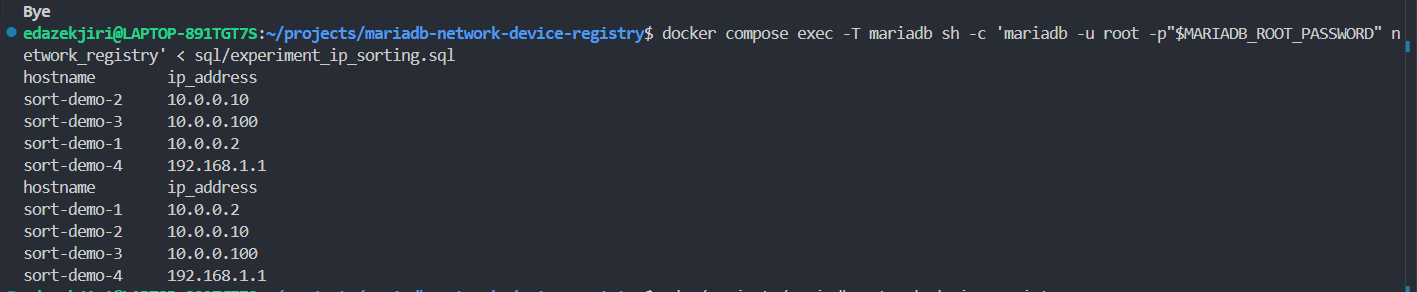 Bye
edazekjiri@LAPTOP-891TGT7S:~/projects/mariadb-network-device-registry$ docker compose exec -T mariadb sh -c 'mariadb -u root -p"$MARIADB_ROOT_PASSWORD" n
etwork_registry' < sql/experiment_ip_sorting.sql
hostname ip_address
sort-demo-2 10.0.0.10
sort-demo-3 10.0.0.100
sort-demo-1 10.0.0.2
sort-demo-4 192.168.1.1
hostname ip_address
sort-demo-1 10.0.0.2
sort-demo-2 10.0.0.10
sort-demo-3 10.0.0.100
sort-demo-4 192.168.1.1